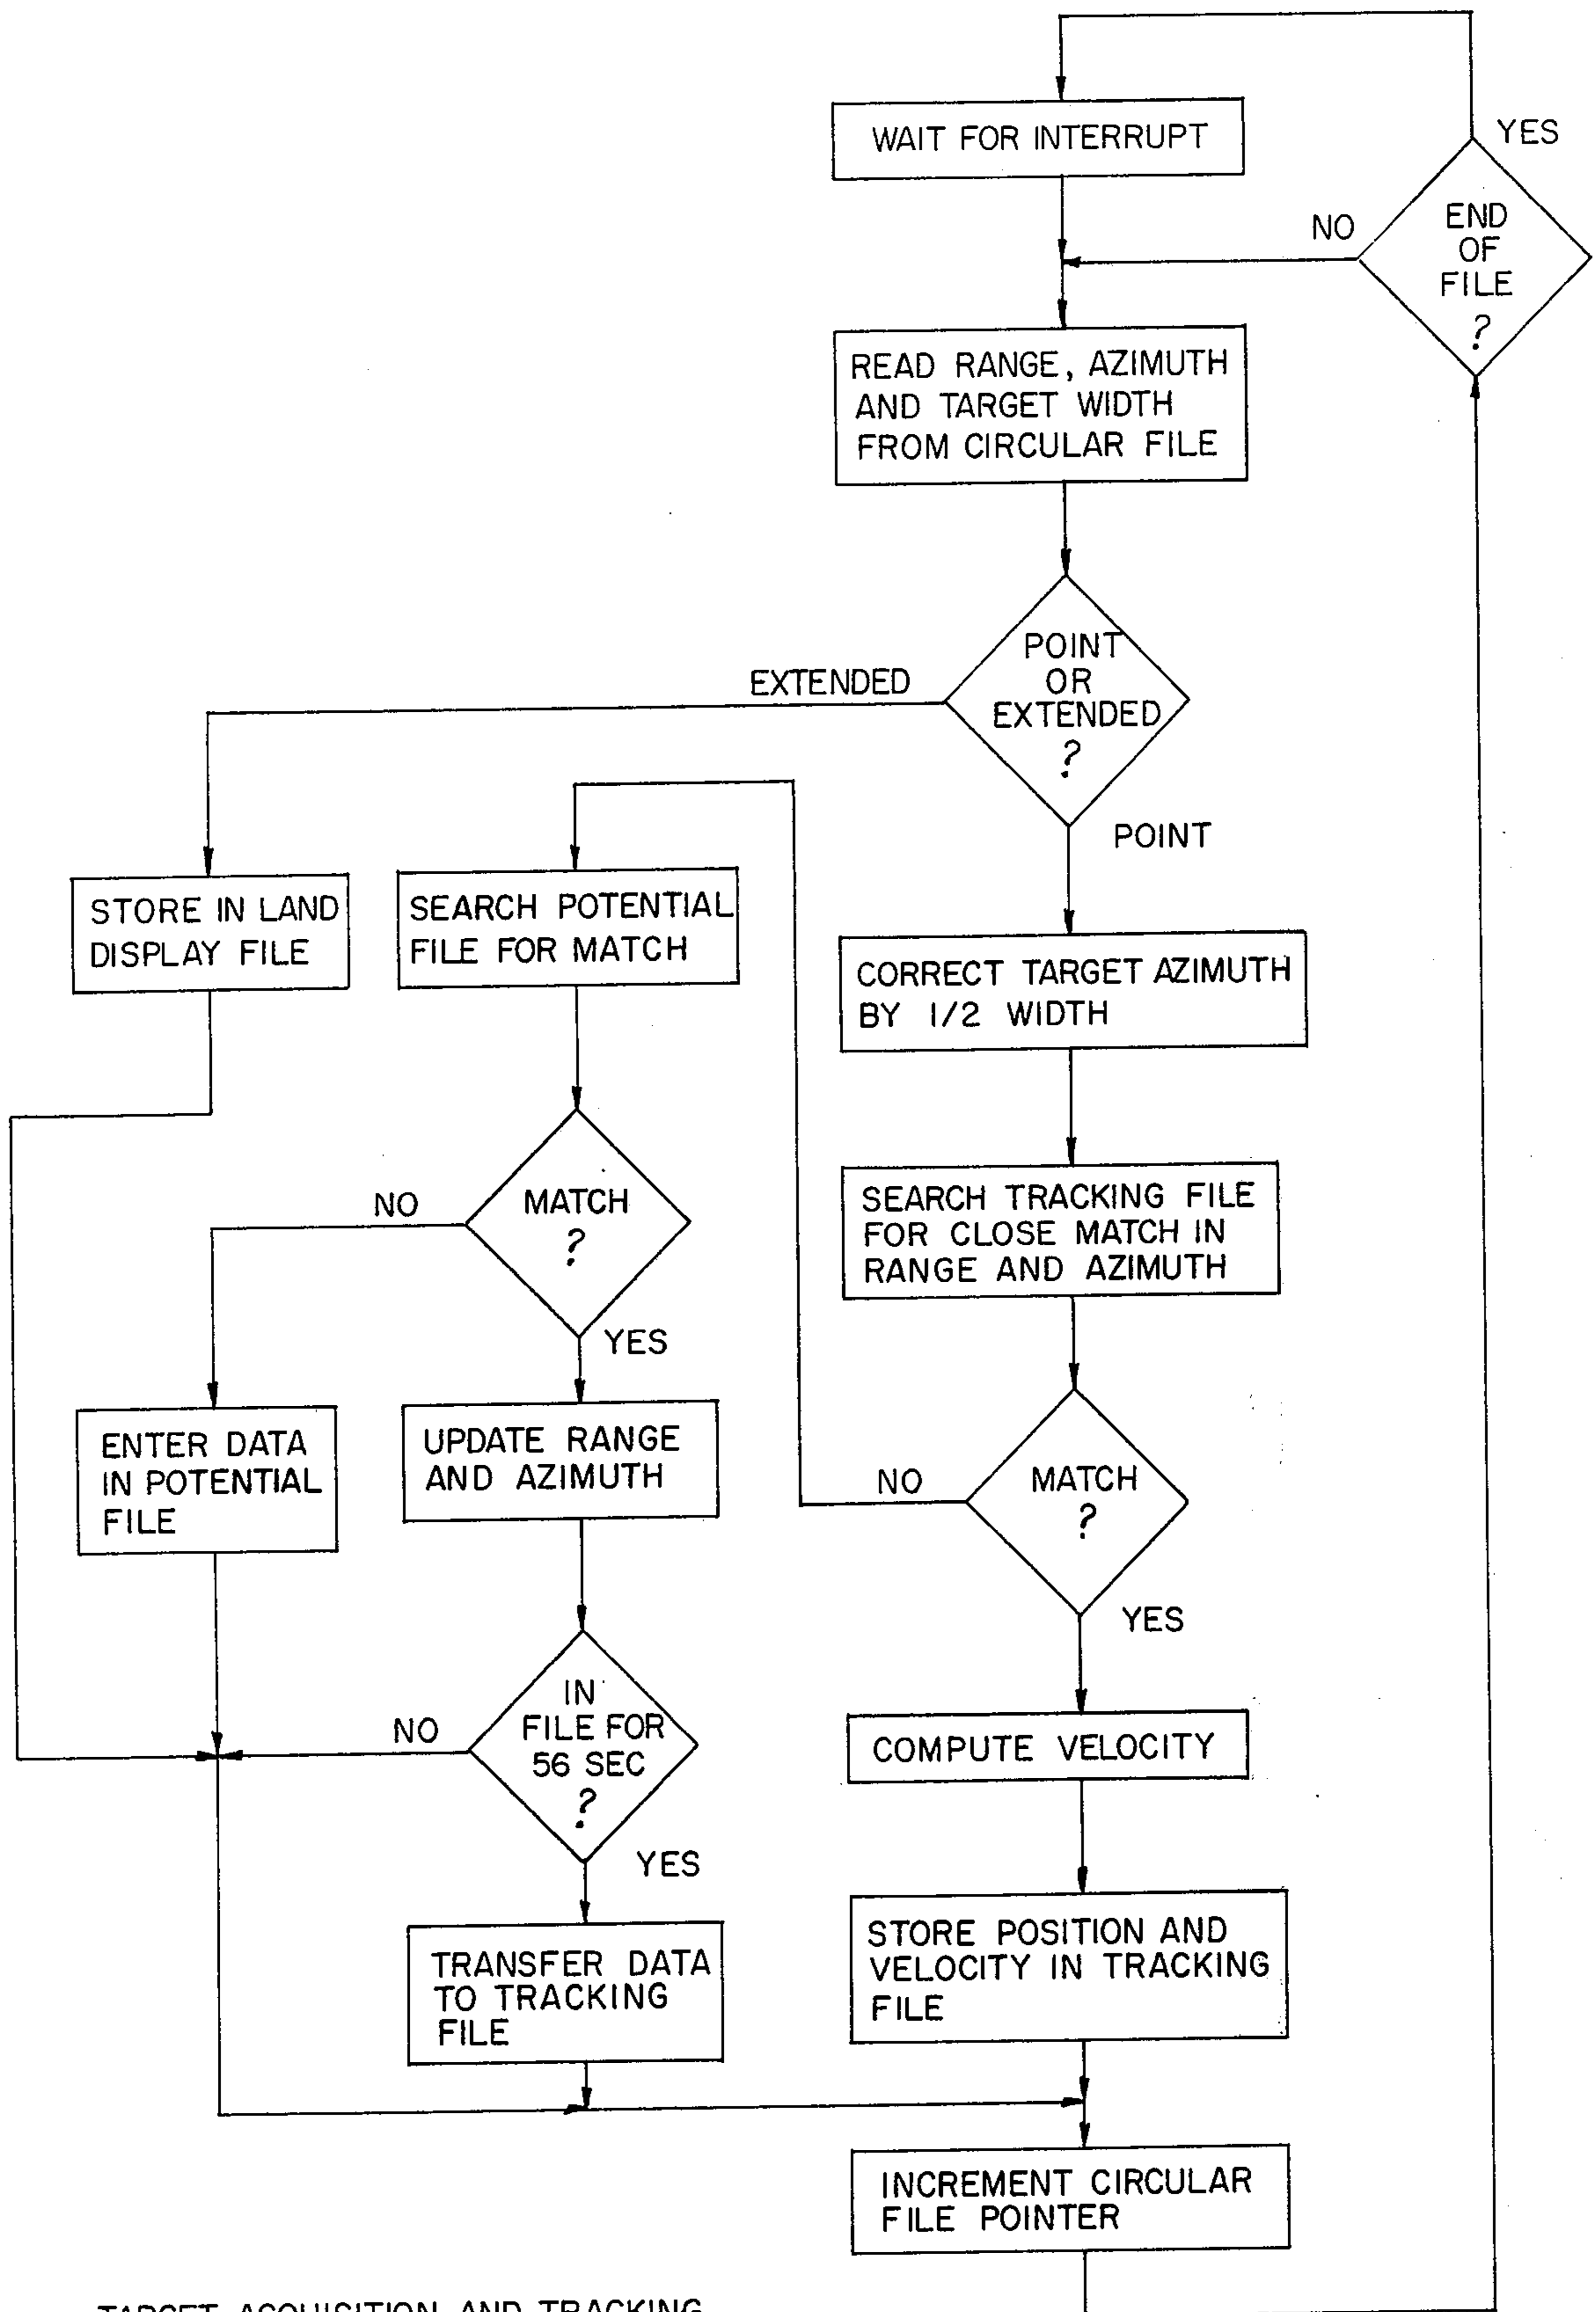 WAIT FOR INTERRUPT
YES
NO
END
OF
FILE
?
READ RANGE, AZIMUTH
AND TARGET WIDTH
FROM CIRCULAR FILE
POINT
OR
EXTENDED
?
EXTENDED
POINT
STORE IN LAND
DISPLAY FILE
SEARCH POTENTIAL
FILE FOR MATCH
CORRECT TARGET AZIMUTH
BY 1/2 WIDTH
NO
MATCH
?
YES
SEARCH TRACKING FILE
FOR CLOSE MATCH IN
RANGE AND AZIMUTH
ENTER DATA
IN POTENTIAL
FILE
UPDATE RANGE
AND AZIMUTH
NO
MATCH
?
YES
NO
IN
FILE FOR
56 SEC
?
YES
COMPUTE VELOCITY
TRANSFER DATA
TO TRACKING
FILE
STORE POSITION AND
VELOCITY IN TRACKING
FILE
INCREMENT CIRCULAR
FILE POINTER
TARGET ACQUISITION AND TRACKING